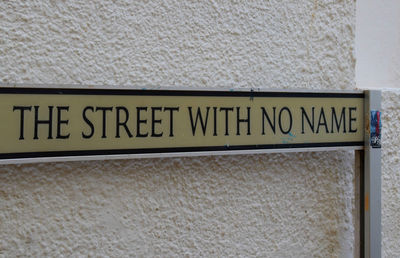 THE STREET WITH NO NAME